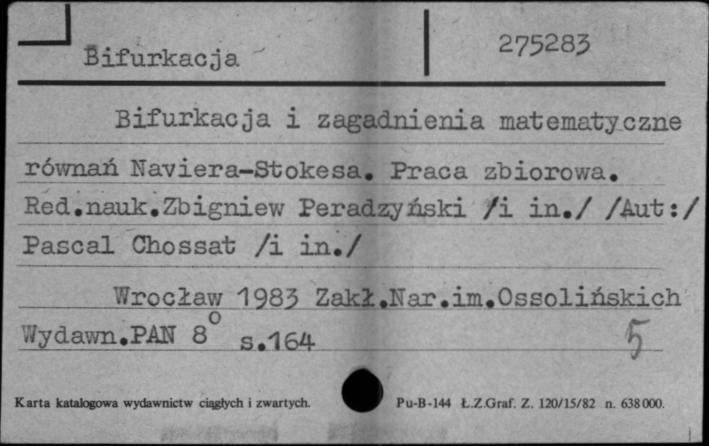 Bifurkacja
275283
Bifurkacja i zagadnienia matematyczne
równań Naviera-Stokesa. Praca zbiorowa.
Red.nauk.Zbigniew Peradzyński /i in./ /Aut:/
Pascal Chossat /i in./
Wrocław 1983 Zakł.Nar.im.Ossolińskich
Wydawn.PAN 8° s.164
5
Karta katalogowa wydawnictw ciągłych i zwartych.
Pu-B-144 Ł.Z.Graf. Z. 120/15/82 n. 638000.